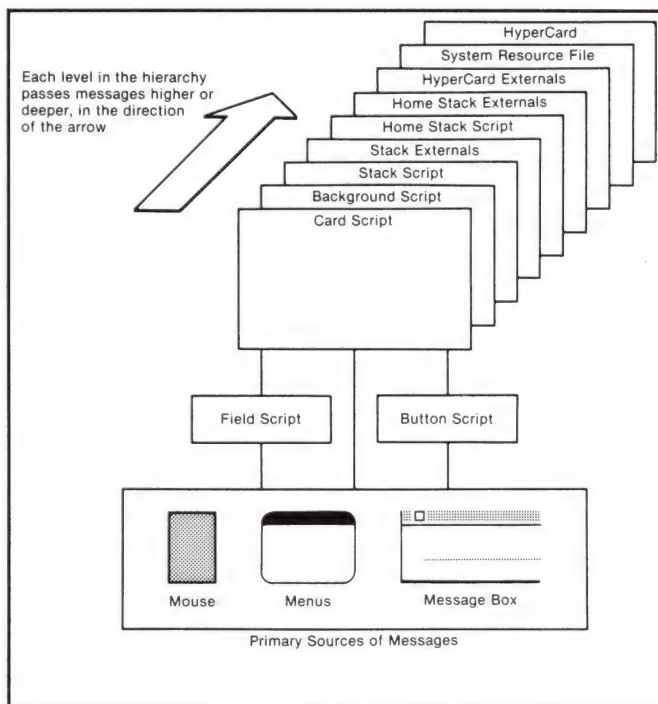 HyperCard
System Resource File
Each level in the hierarchy
passes messages higher or
deeper, in the direction
of the arrow
HyperCard Externals
Home Stack Externals
Home Stack Script
Stack Externals
Stack Script
Background Script
Card Script
Field Script
Button Script
Mouse
Menus
Message Box
Primary Sources of Messages